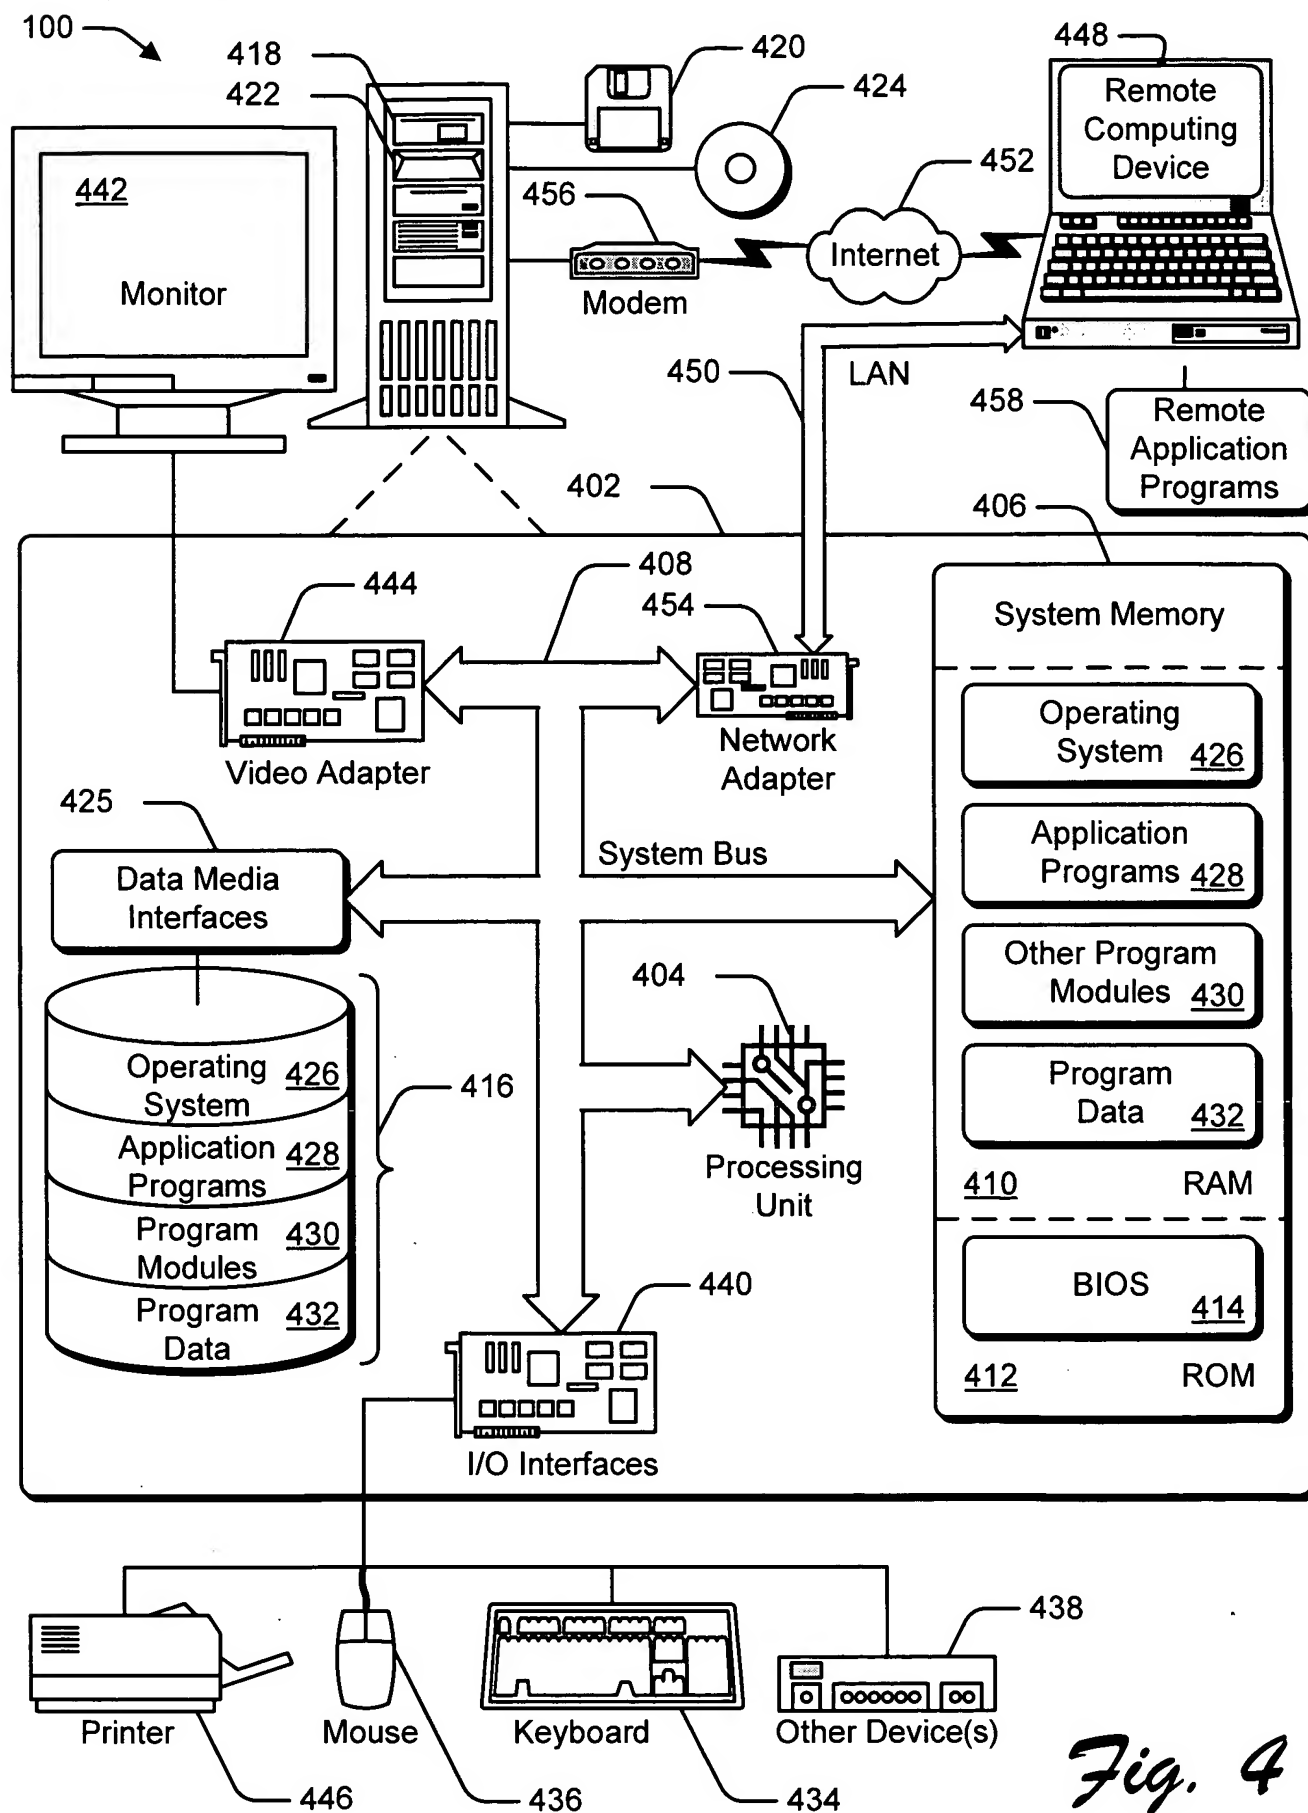 100
418
422
420
424
448
Remote
Computing
Device
452
442
456
Internet
Monitor
Modem
450
LAN
458
Remote
Application
Programs
402
406
408
444
454
System Memory
Operating
System 426
Network
Adapter
Video Adapter
425
Application
Programs 428
System Bus
Data Media
Interfaces
Other Program
Modules 430
404
Operating
System 426
416
Program
Data 432
Application
Programs 428
Processing
Unit
410 RAM
Program
Modules 430
440
BIOS 414
Program
Data 432
412 ROM
I/O Interfaces
438
Printer
Mouse
Keyboard
Other Device(s)
446
436
434
Fig. 4